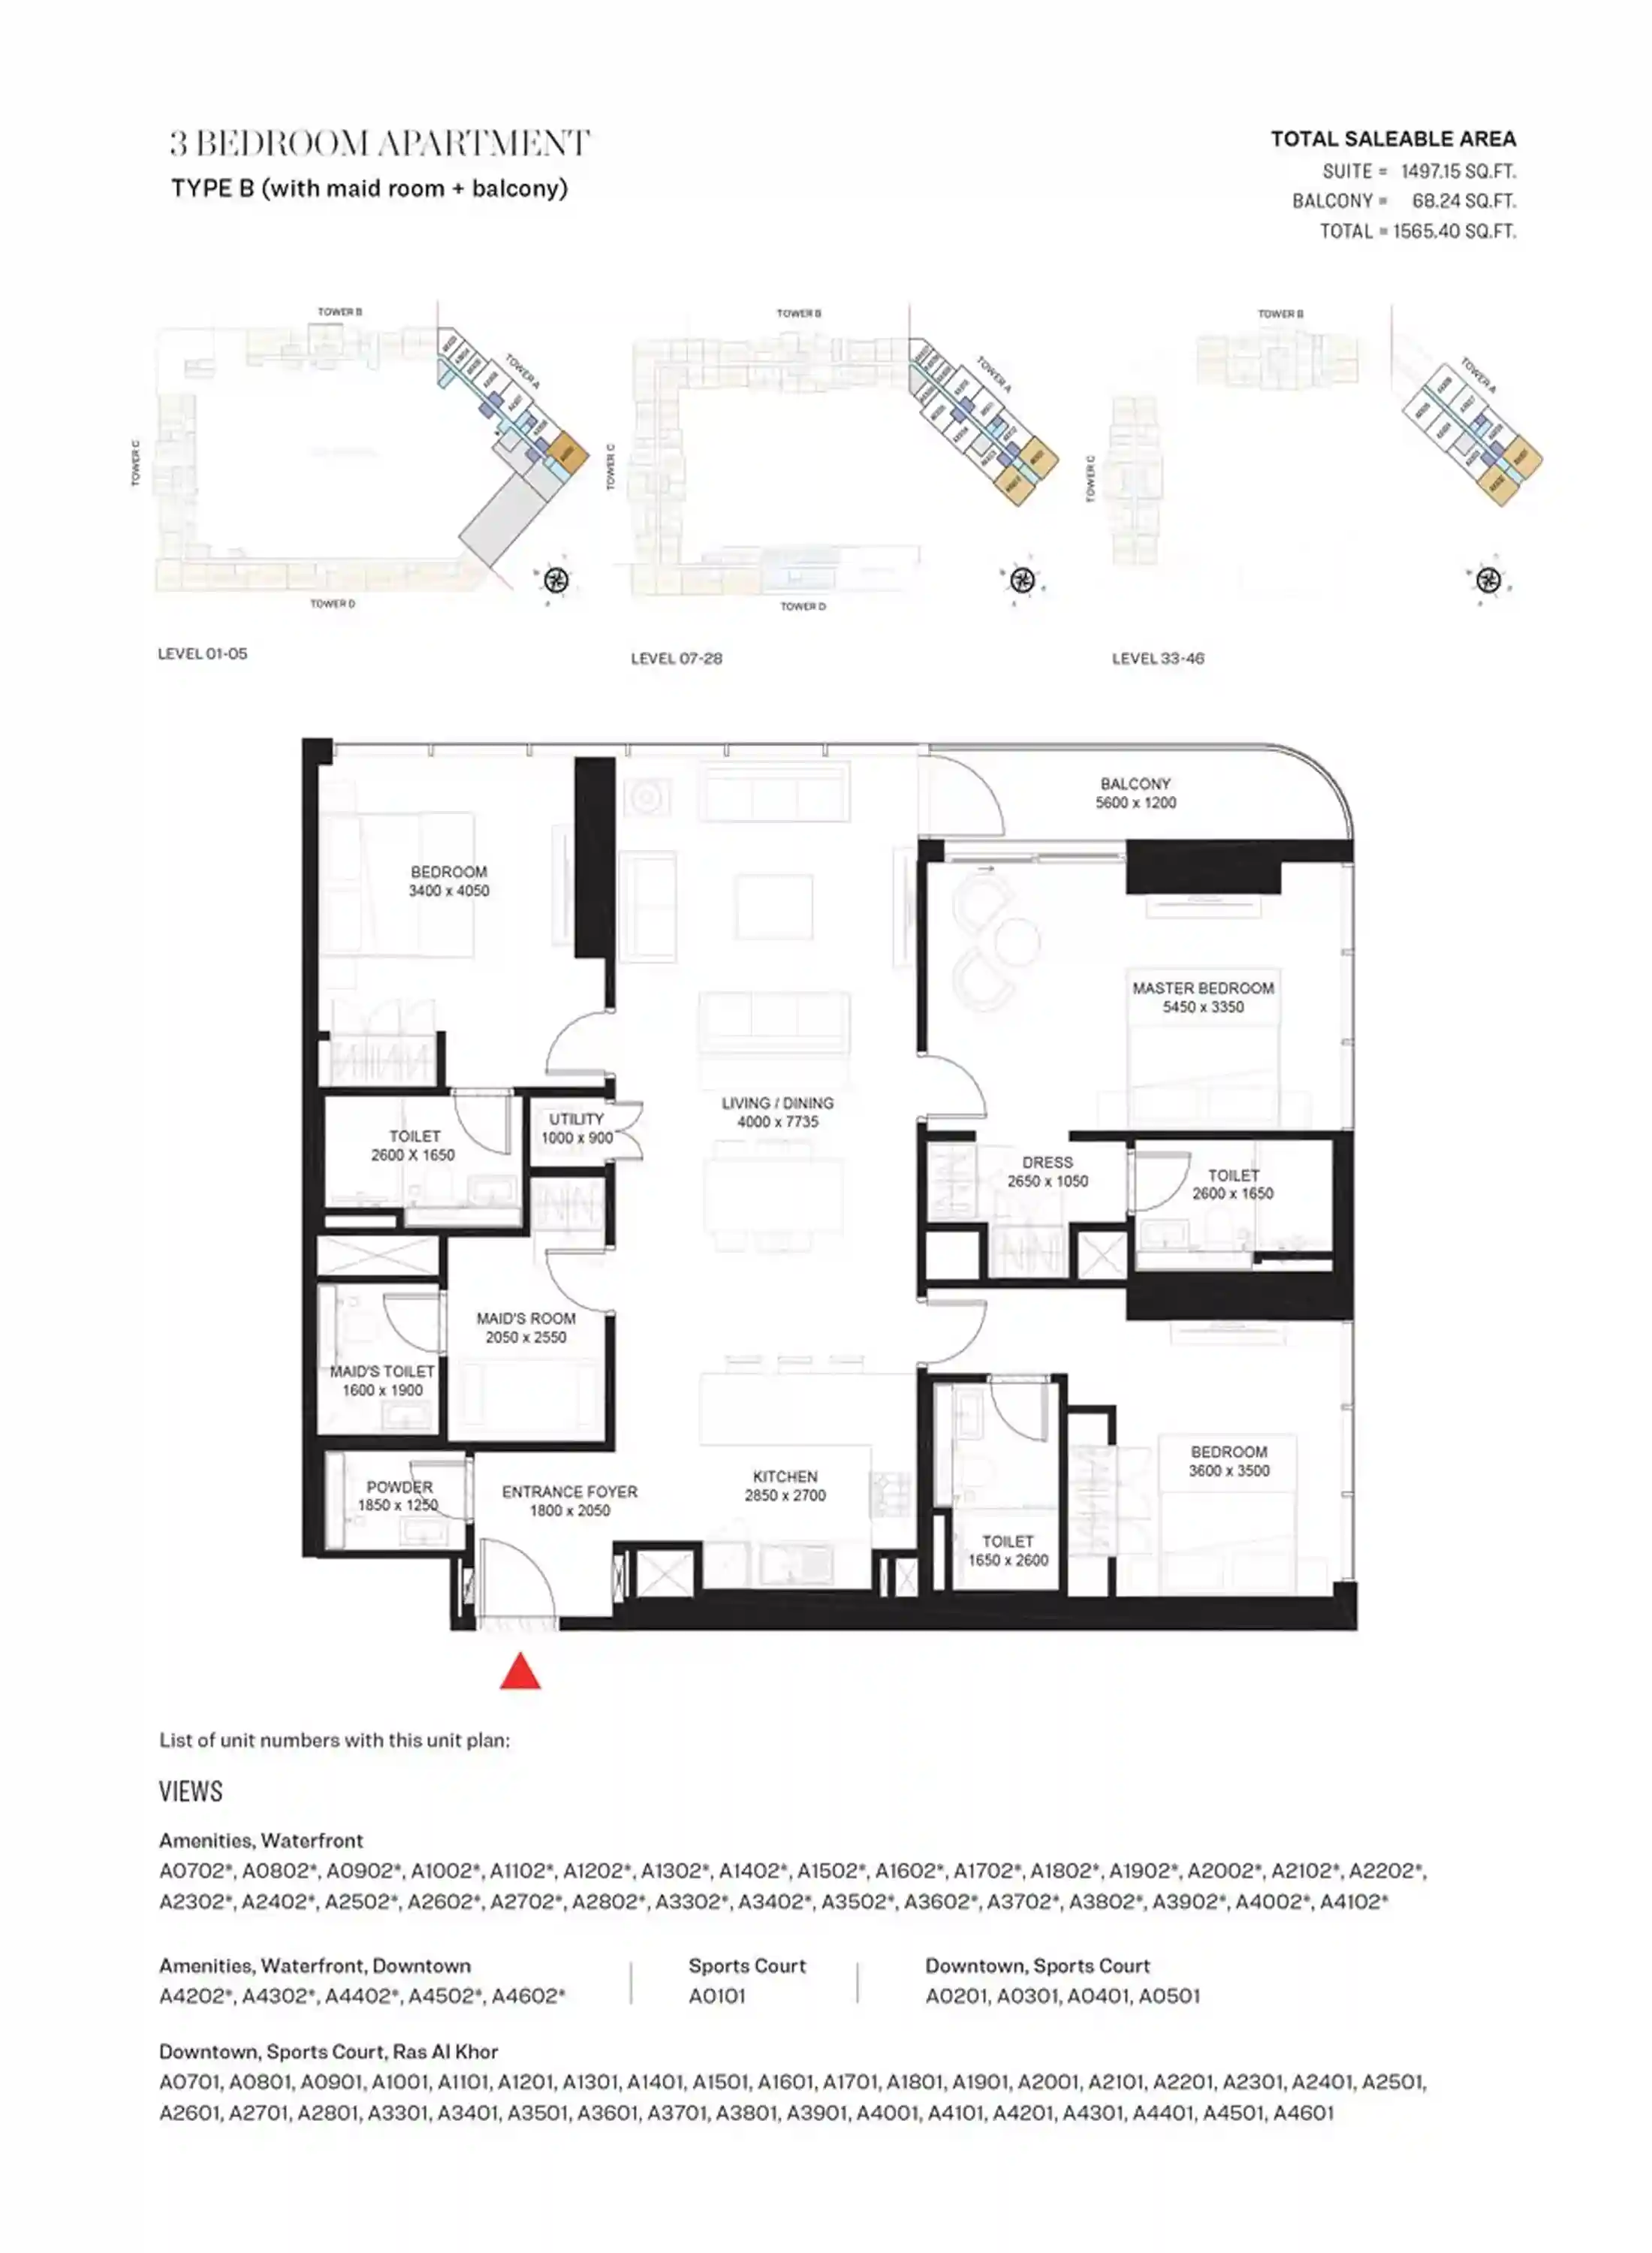 3 BEDROOM APARTMENT
TYPE B (with maid room + balcony)
TOTAL SALEABLE AREA
SUITE = 1497.15 SQ.FT.
BALCONY = 68.24 SQ.FT.
TOTAL = 1565.40 SQ.FT.
TOWER B
TOWER A
TOWER C
TOWER D
LEVEL 01-05
TOWER B
TOWER A
TOWER C
TOWER D
LEVEL 07-28
TOWER B
TOWER A
TOWER C
LEVEL 33-46
BALCONY
5600 x 1200
BEDROOM
3400 x 4050
MASTER BEDROOM
5450 x 3350
LIVING / DINING
4000 x 7735
UTILITY
1000 x 900
TOILET
2600 X 1650
DRESS
2650 x 1050
TOILET
2600 x 1650
MAID'S ROOM
2050 x 2550
MAID'S TOILET
1600 x 1900
BEDROOM
3600 x 3500
KITCHEN
2850 x 2700
POWDER
1850 x 1250
ENTRANCE FOYER
1800 x 2050
TOILET
1650 x 2600
List of unit numbers with this unit plan:
VIEWS
Amenities, Waterfront
A0702*, A0802*, A0902*, A1002*, A1102*, A1202*, A1302*, A1402*, A1502*, A1602*, A1702*, A1802*, A1902*, A2002*, A2102*, A2202*,
A2302*, A2402*, A2502*, A2602*, A2702*, A2802*, A3302*, A3402*, A3502*, A3602*, A3702*, A3802*, A3902*, A4002*, A4102*
Amenities, Waterfront, Downtown
A4202*, A4302*, A4402*, A4502*, A4602*
Sports Court
A0101
Downtown, Sports Court
A0201, A0301, A0401, A0501
Downtown, Sports Court, Ras Al Khor
A0701, A0801, A0901, A1001, A1101, A1201, A1301, A1401, A1501, A1601, A1701, A1801, A1901, A2001, A2101, A2201, A2301, A2401, A2501,
A2601, A2701, A2801, A3301, A3401, A3501, A3601, A3701, A3801, A3901, A4001, A4101, A4201, A4301, A4401, A4501, A4601